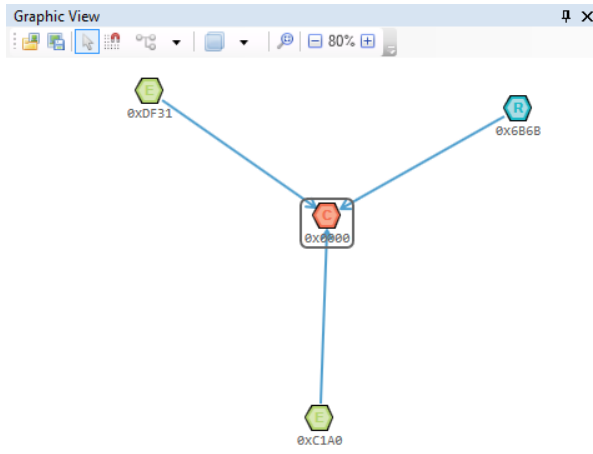 Graphic View
80%
E
0xDF31
R
0x6B6B
C
0x0000
E
0xC1A0